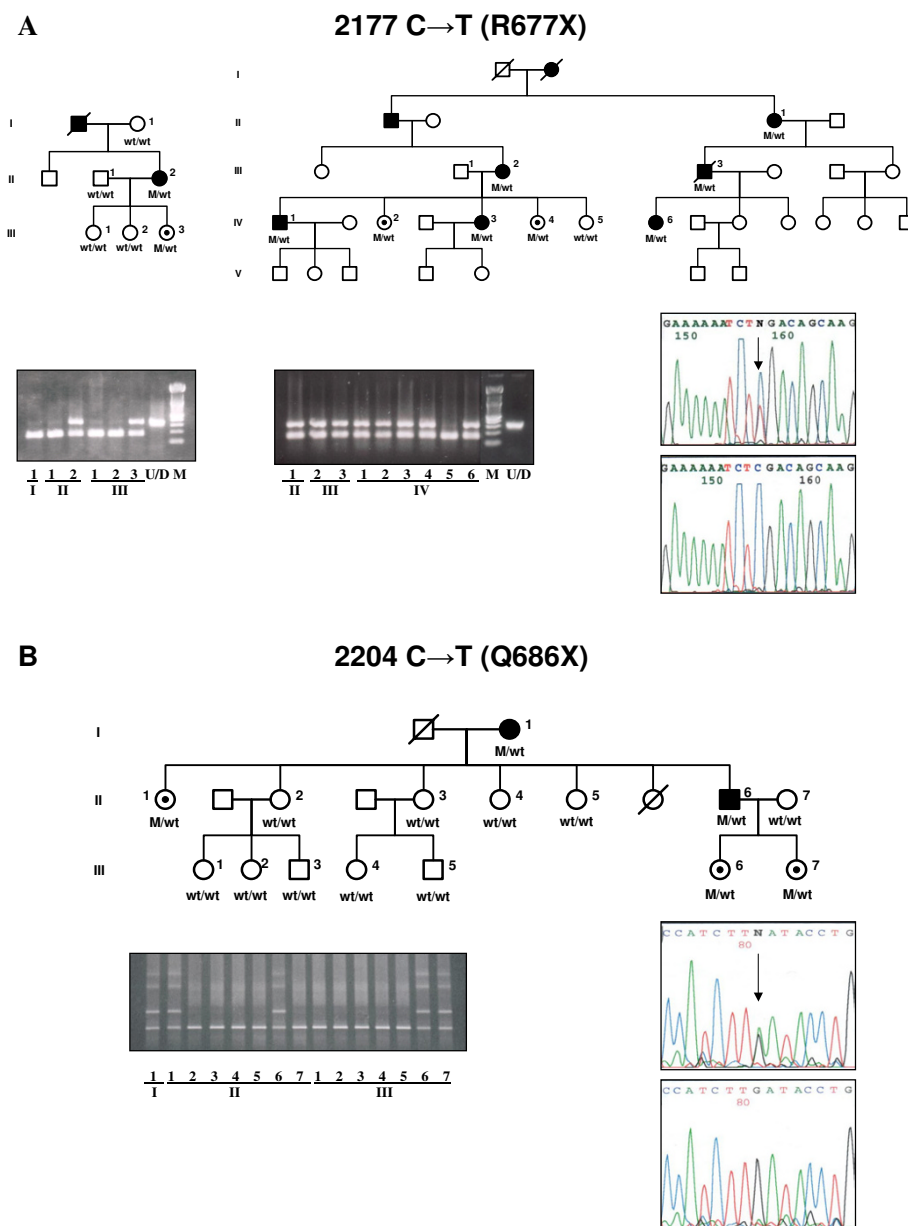 A
2177 C→T (R677X)
I
I
1
wt/wt
II
1
M/wt
II
1
wt/wt
2
M/wt
III
1
2
M/wt
3
M/wt
III
1
wt/wt
2
wt/wt
3
M/wt
IV
1
M/wt
2
M/wt
3
M/wt
4
M/wt
5
wt/wt
6
M/wt
V
GAAAAAATCTNGACAGCAAG
150 160
GAAAAAATCTCGACAGCAAG
150 160
1 1 2 1 2 3 U/D M
I II III
1 2 3 1 2 3 4 5 6 M U/D
II III IV
B
2204 C→T (Q686X)
I
1
M/wt
II
1
M/wt
2
wt/wt
3
wt/wt
4
wt/wt
5
wt/wt
6
M/wt
7
wt/wt
III
1
wt/wt
2
wt/wt
3
wt/wt
4
wt/wt
5
wt/wt
6
M/wt
7
M/wt
CCATCTTNATACCTG
80
CCATCTTGATACCTG
80
1 1 2 3 4 5 6 7 1 2 3 4 5 6 7
I II III